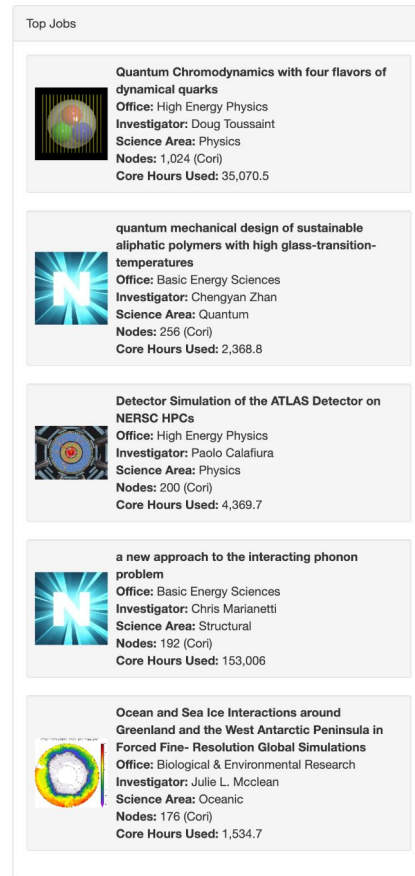 Top Jobs
Quantum Chromodynamics with four flavors of
dynamical quarks
Office: High Energy Physics
Investigator: Doug Toussaint
Science Area: Physics
Nodes: 1,024 (Cori)
Core Hours Used: 35,070.5
quantum mechanical design of sustainable
aliphatic polymers with high glass-transition-
temperatures
Office: Basic Energy Sciences
Investigator: Chengyan Zhan
Science Area: Quantum
Nodes: 256 (Cori)
Core Hours Used: 2,368.8
N
Detector Simulation of the ATLAS Detector on
NERSC HPCs
Office: High Energy Physics
Investigator: Paolo Calafiura
Science Area: Physics
Nodes: 200 (Cori)
Core Hours Used: 4,369.7
a new approach to the interacting phonon
problem
Office: Basic Energy Sciences
Investigator: Chris Marianetti
Science Area: Structural
Nodes: 192 (Cori)
Core Hours Used: 153,006
N
Ocean and Sea Ice Interactions around
Greenland and the West Antarctic Peninsula in
Forced Fine- Resolution Global Simulations
Office: Biological & Environmental Research
Investigator: Julie L. Mcclean
Science Area: Oceanic
Nodes: 176 (Cori)
Core Hours Used: 1,534.7